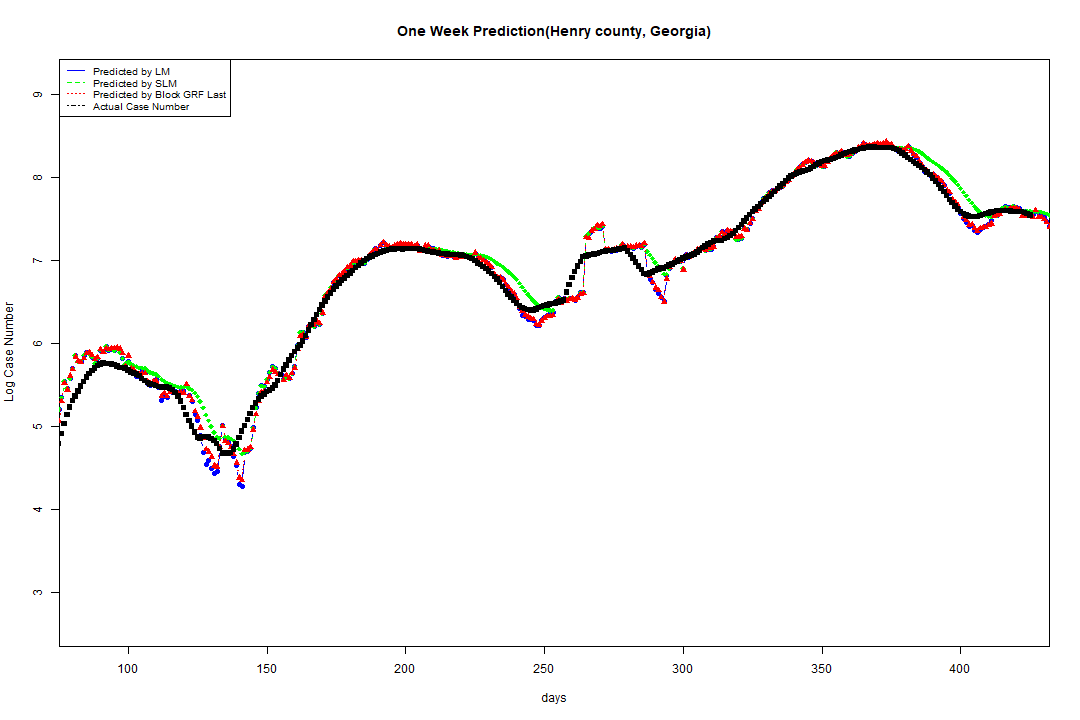 One Week Prediction(Henry county, Georgia)
Predicted by LM
Predicted by SLM
Predicted by Block GRF Last
Actual Case Number
9
8
7
6
5
4
3
Log Case Number
100 150 200 250 300 350 400
days